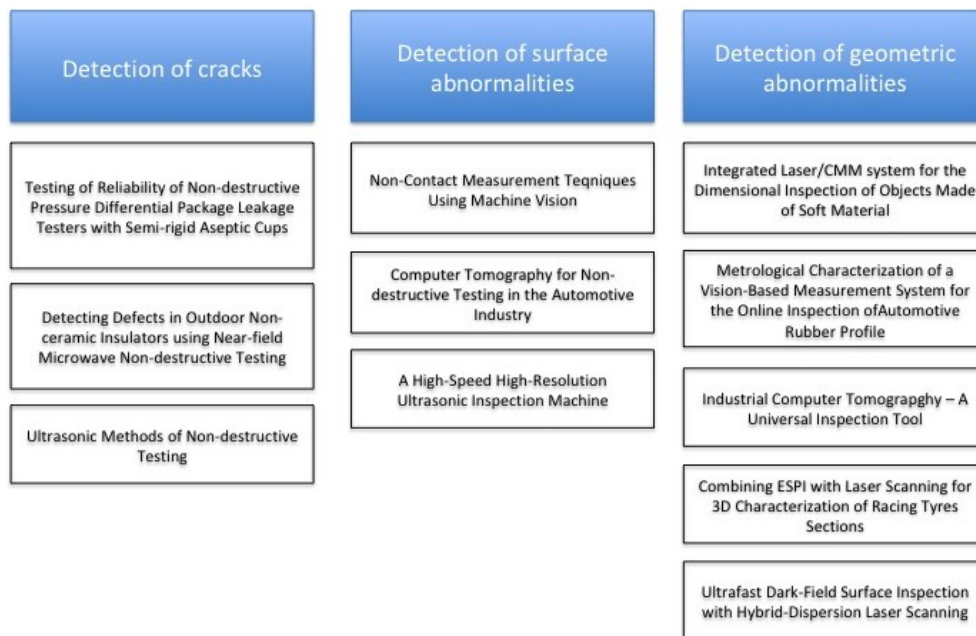 Detection of cracks
Testing of Reliability of Non-destructive
Pressure Differential Package Leakage
Testers with Semi-rigid Aseptic Cups
Detecting Defects in Outdoor Non-
ceramic Insulators using Near-field
Microwave Non-destructive Testing
Ultrasonic Methods of Non-destructive
Testing
Detection of surface
abnormalities
Non-Contact Measurement Teqniques
Using Machine Vision
Computer Tomography for Non-
destructive Testing in the Automotive
Industry
A High-Speed High-Resolution
Ultrasonic Inspection Machine
Detection of geometric
abnormalities
Integrated Laser/CMM system for the
Dimensional Inspection of Objects Made
of Soft Material
Metrological Characterization of a
Vision-Based Measurement System for
the Online Inspection ofAutomotive
Rubber Profile
Industrial Computer Tomograpghy – A
Universal Inspection Tool
Combining ESPI with Laser Scanning for
3D Characterization of Racing Tyres
Sections
Ultrafast Dark-Field Surface Inspection
with Hybrid-Dispersion Laser Scanning